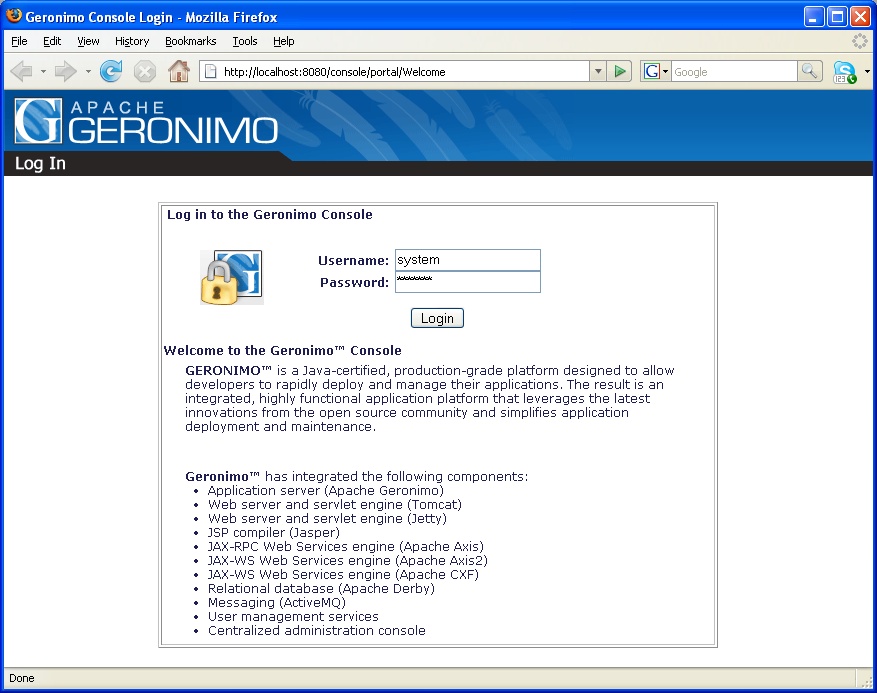 Geronimo Console Login - Mozilla Firefox
File Edit View History Bookmarks Tools Help
http://localhost:8080/console/portal/Welcome
G Google
S 123
G APACHE
GERONIMO
Log In
Log in to the Geronimo Console
Username: system
Password: ********
Login
Welcome to the Geronimo™ Console
GERONIMO™ is a Java-certified, production-grade platform designed to allow
developers to rapidly deploy and manage their applications. The result is an
integrated, highly functional application platform that leverages the latest
innovations from the open source community and simplifies application
deployment and maintenance.
Geronimo™ has integrated the following components:
• Application server (Apache Geronimo)
• Web server and servlet engine (Tomcat)
• Web server and servlet engine (Jetty)
• JSP compiler (Jasper)
• JAX-RPC Web Services engine (Apache Axis)
• JAX-WS Web Services engine (Apache Axis2)
• JAX-WS Web Services engine (Apache CXF)
• Relational database (Apache Derby)
• Messaging (ActiveMQ)
• User management services
• Centralized administration console
Done